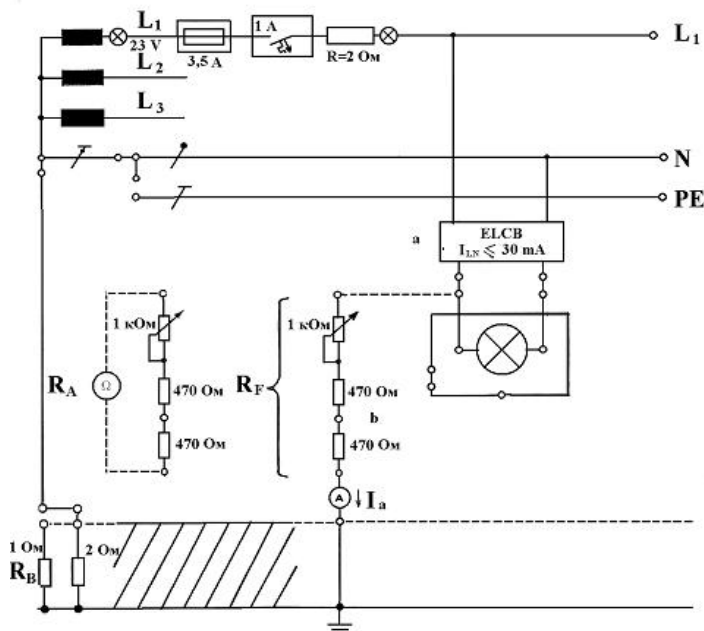 L1
23 V
3,5 A
1 A
R=2 Ом
L1
L2
L3
N
PE
a
ELCB
ILN ⩽ 30 mA
1 кОм
RA
Ω
470 Ом
470 Ом
1 кОм
RF
470 Ом
b
470 Ом
A
Ia
1 Ом
2 Ом
RB